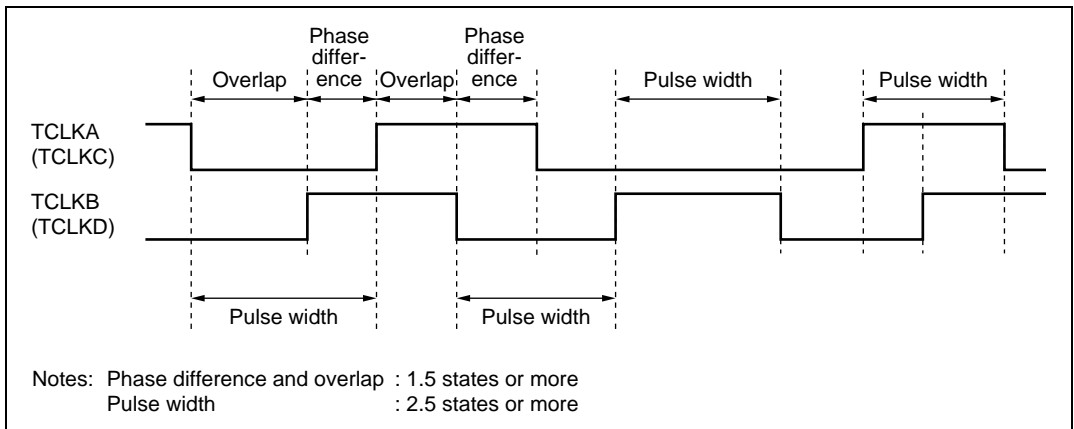 Phase
differ-
ence
Phase
differ-
ence
Overlap
Overlap
Pulse width
Pulse width
TCLKA
(TCLKC)
TCLKB
(TCLKD)
Pulse width
Pulse width
Notes: Phase difference and overlap : 1.5 states or more
Pulse width : 2.5 states or more